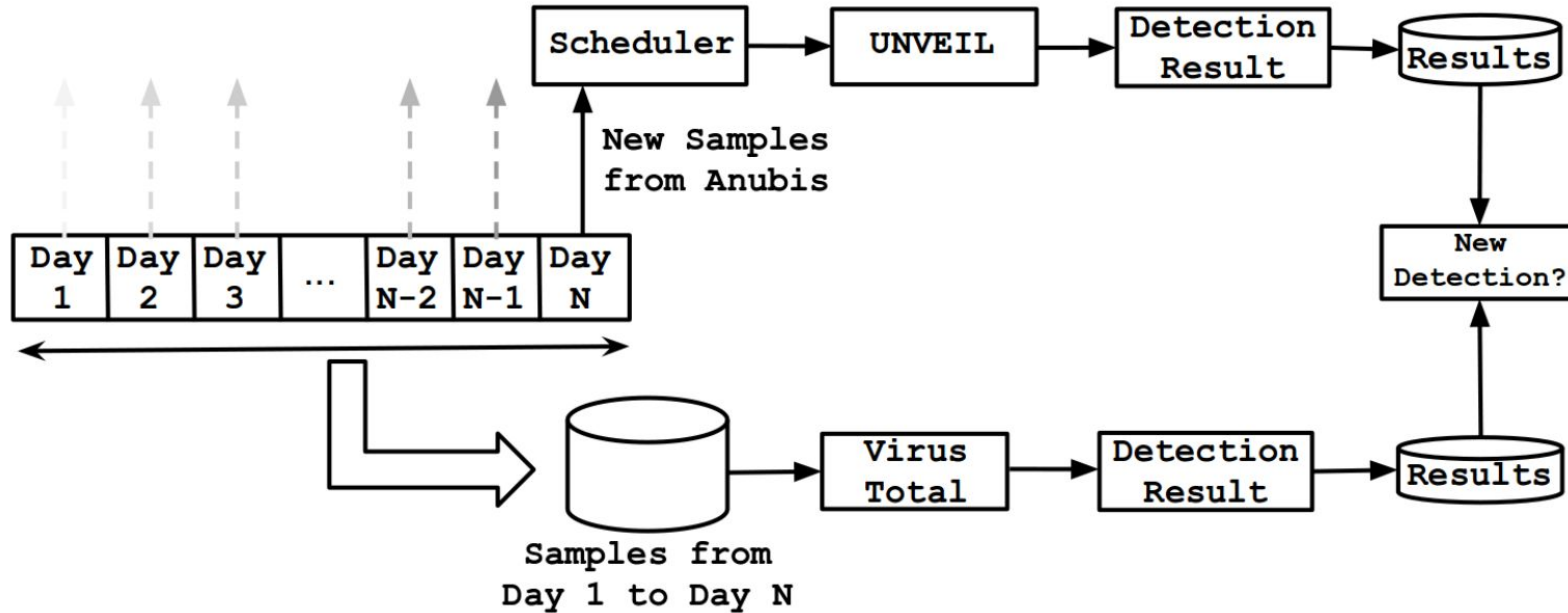 Scheduler
UNVEIL
Detection
Result
Results
New Samples
from Anubis
Day
1
Day
2
Day
3
...
Day
N-2
Day
N-1
Day
N
New
Detection?
Virus
Total
Detection
Result
Results
Samples from
Day 1 to Day N